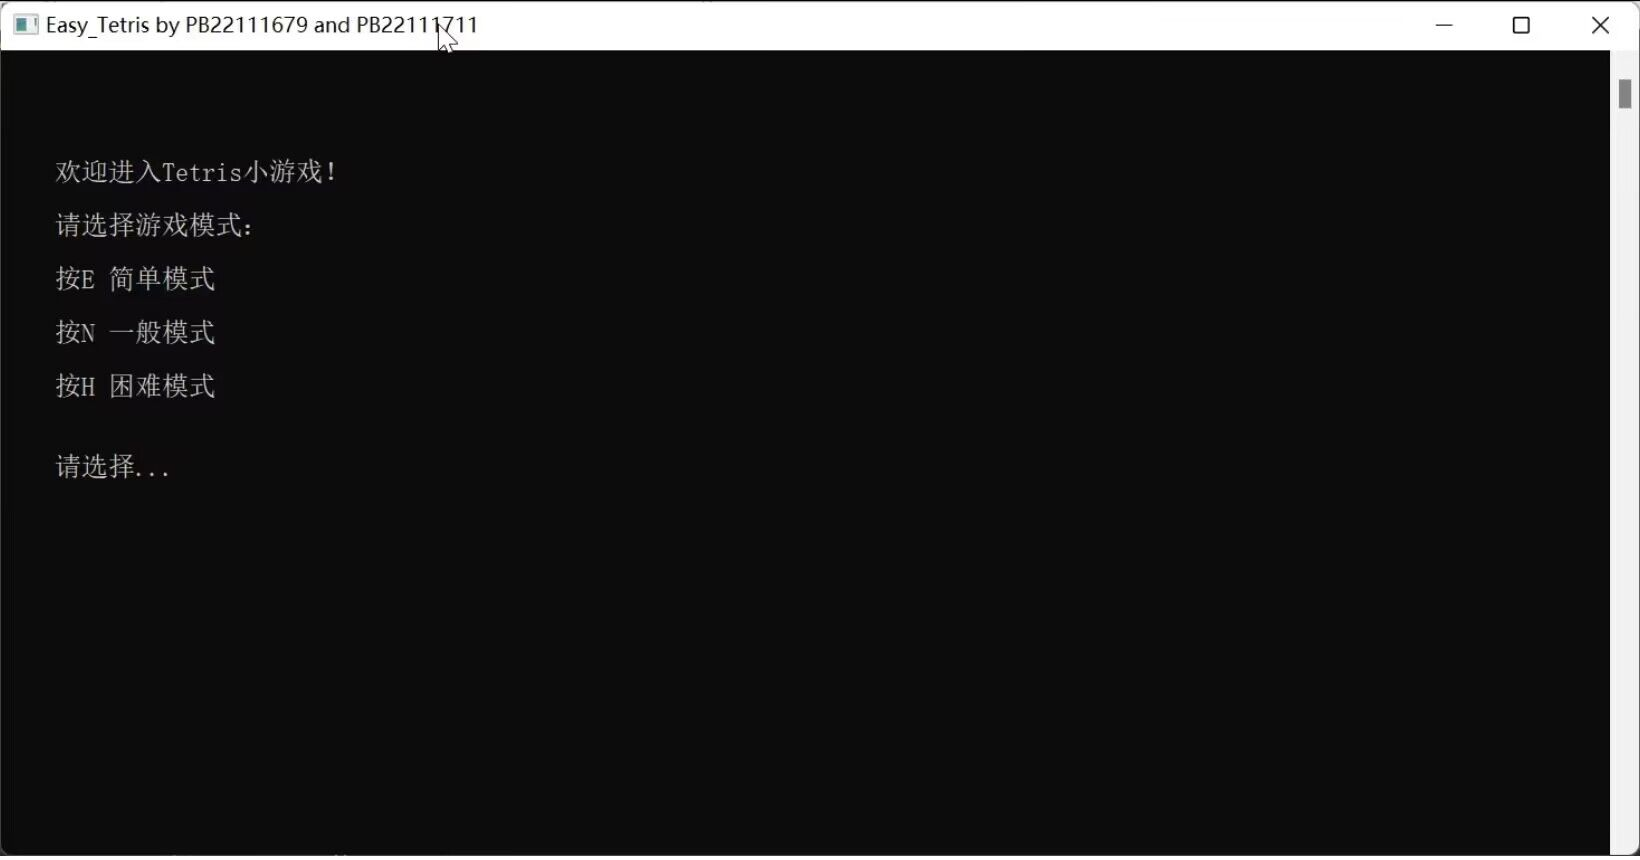 Easy_Tetris by PB22111679 and PB22111711
欢迎进入Tetris小游戏!
请选择游戏模式:
按E 简单模式
按N 一般模式
按H 困难模式
请选择...